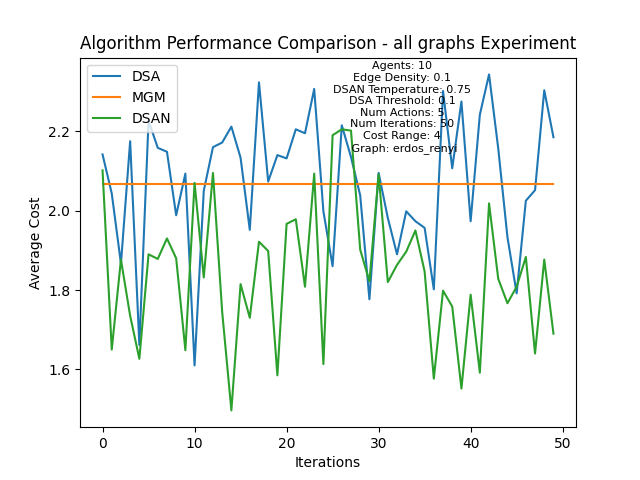 Algorithm Performance Comparison - all graphs Experiment
DSA
MGM
DSAN
Agents: 10
Edge Density: 0.1
DSAN Temperature: 0.75
DSA Threshold: 0.1
Num Actions: 5
Num Iterations: 50
Cost Range: 4
Graph: erdos_renyi
Average Cost
2.2
2.0
1.8
1.6
0 10 20 30 40 50
Iterations